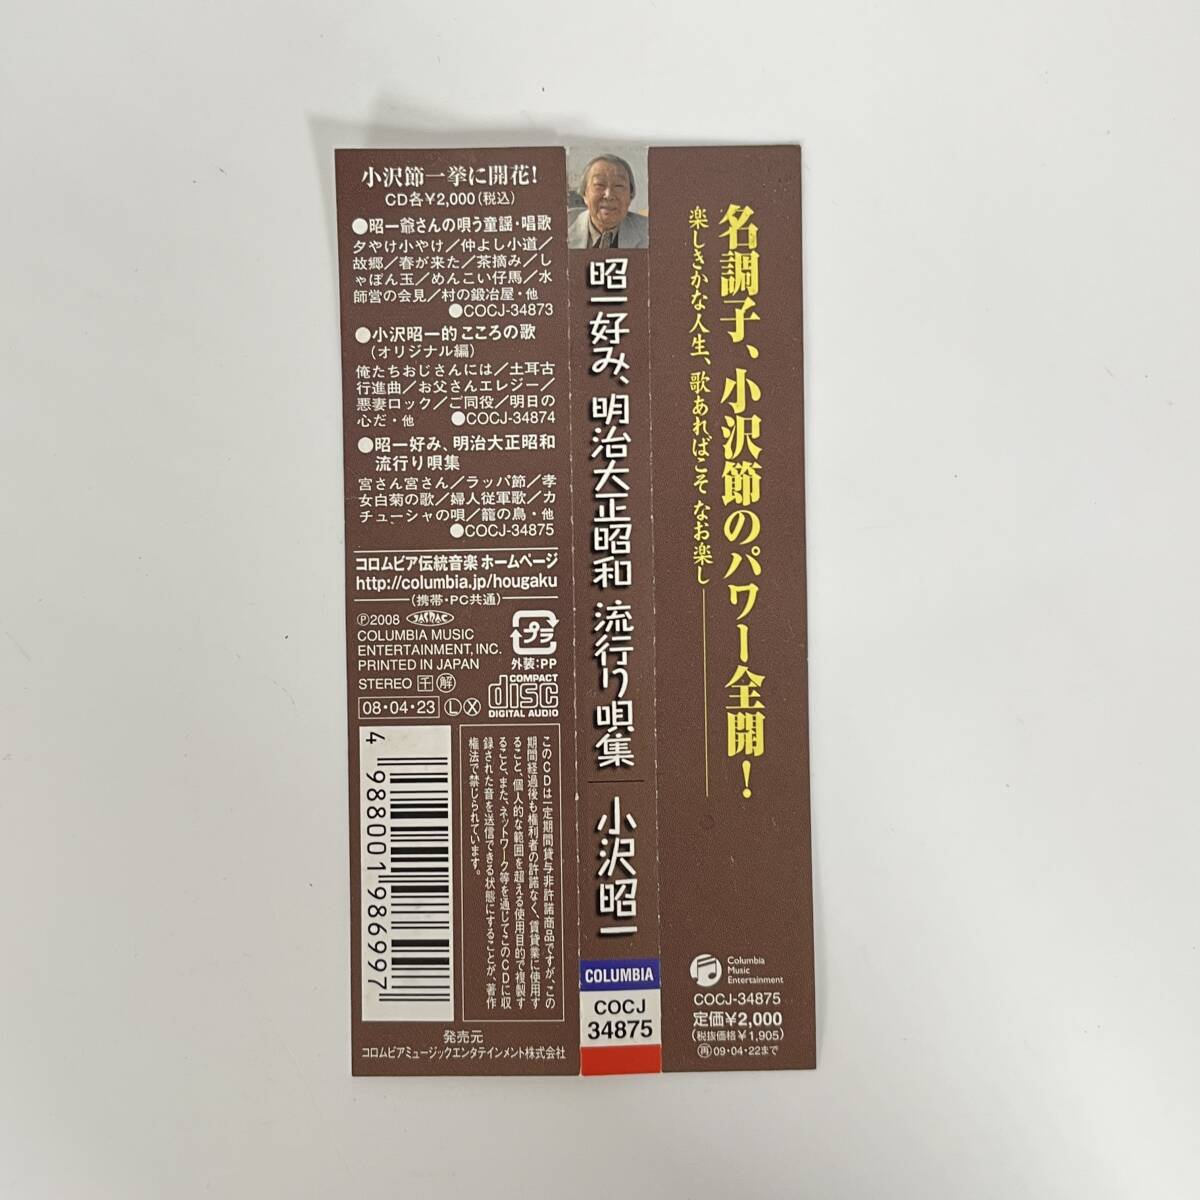 小沢節一挙に開花!
CD各¥2,000(税込)
●昭一爺さんの唄う童謡・唱歌
夕やけ小やけ/仲よし小道/
故郷/春が来た/茶摘み/し
ゃぼん玉/めんこい仔馬/水
師営の会見/村の鍛冶屋・他
●COCJ-34873
●小沢昭一的 こころの歌
(オリジナル編)
俺たちおじさんには/土耳古
行進曲/お父さんエレジー/
悪妻ロック/ご同役/明日の
心だ・他 ●COCJ-34874
●昭一好み、明治大正昭和
流行り唄集
宮さん宮さん/ラッパ節/孝
女白菊の歌/婦人従軍歌/カ
チューシャの唄/籠の鳥・他
●COCJ-34875
コロムビア伝統音楽 ホームページ
http://columbia.jp/hougaku
(携帯・PC共通)
Ⓟ2008 JASRAC
COLUMBIA MUSIC
ENTERTAINMENT, INC.
PRINTED IN JAPAN
プラ
外装:PP
STEREO 干 解
COMPACT
disc
DIGITAL AUDIO
08・04・23 Ⓛ Ⓧ
4 988001 986997
このCDは一定期間貸与非許諾商品ですが、この
期間経過後も権利者の許諾なく、賃貸業に使用す
ること、個人的な範囲を超える使用目的で複製す
ること、また、ネットワーク等を通じてこのCDに収
録された音を送信できる状態にすることが、著作
権法で禁じられています。
発売元
コロムビアミュージックエンタテインメント株式会社
昭一好み、明治大正昭和 流行り唄集
小沢昭一
COLUMBIA
COCJ
34875
名調子、小沢節のパワー全開!
楽しきかな人生、歌あればこそ なお楽し
Columbia
Music
Entertainment
COCJ-34875
定価¥2,000
(税抜価格¥1,905)
再09・04・22まで